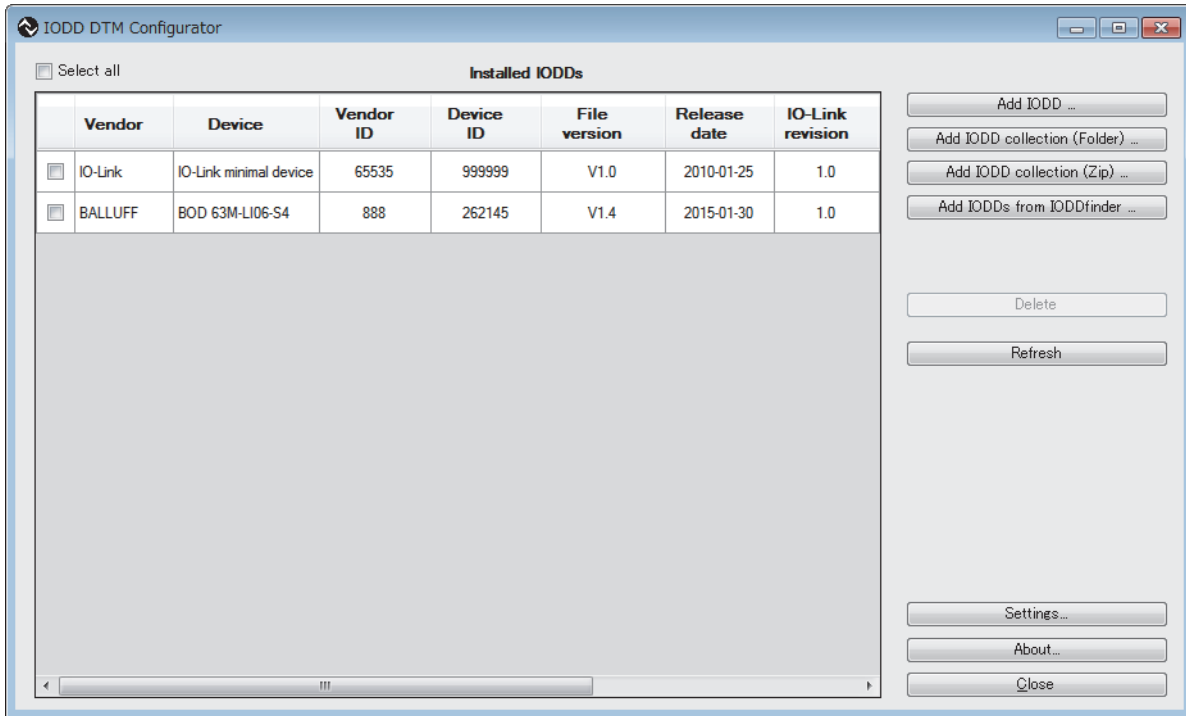 IODD DTM Configurator
Select all
Installed IODDs
Vendor Device Vendor ID Device ID File version Release date IO-Link revision
IO-Link IO-Link minimal device 65535 999999 V1.0 2010-01-25 1.0
BALLUFF BOD 63M-LI06-S4 888 262145 V1.4 2015-01-30 1.0
Add IODD ...
Add IODD collection (Folder) ...
Add IODD collection (Zip) ...
Add IODDs from IODDfinder ...
Delete
Refresh
Settings...
About...
Close